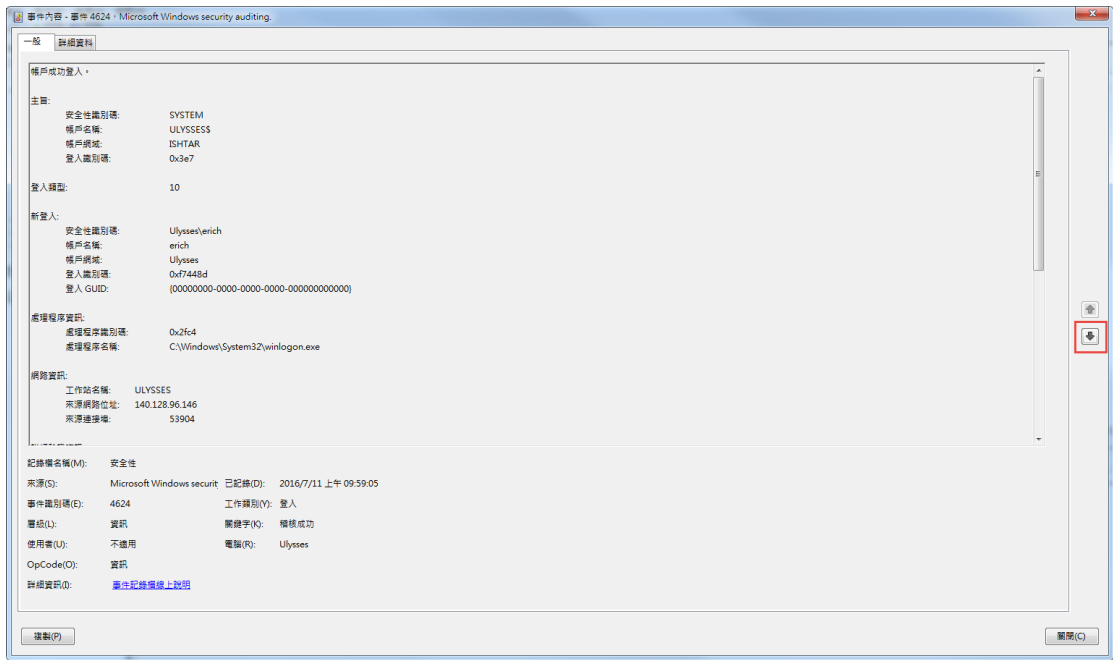 事件內容 - 事件 4624，Microsoft Windows security auditing.
一般 詳細資料
帳戶成功登入。
主旨:
安全性識別碼: SYSTEM
帳戶名稱: ULYSSES$
帳戶網域: ISHTAR
登入識別碼: 0x3e7
登入類型: 10
新登入:
安全性識別碼: Ulysses\erich
帳戶名稱: erich
帳戶網域: Ulysses
登入識別碼: 0xf7448d
登入 GUID: {00000000-0000-0000-0000-000000000000}
處理程序資訊:
處理程序識別碼: 0x2fc4
處理程序名稱: C:\Windows\System32\winlogon.exe
網路資訊:
工作站名稱: ULYSSES
來源網路位址: 140.128.96.146
來源連接埠: 53904
記錄檔名稱(M): 安全性
來源(S): Microsoft Windows securit 已記錄(D): 2016/7/11 上午 09:59:05
事件識別碼(E): 4624 工作類別(Y): 登入
層級(L): 資訊 關鍵字(K): 稽核成功
使用者(U): 不適用 電腦(R): Ulysses
OpCode(O): 資訊
詳細資訊(I): 事件記錄檔線上說明
複製(P) 關閉(C)